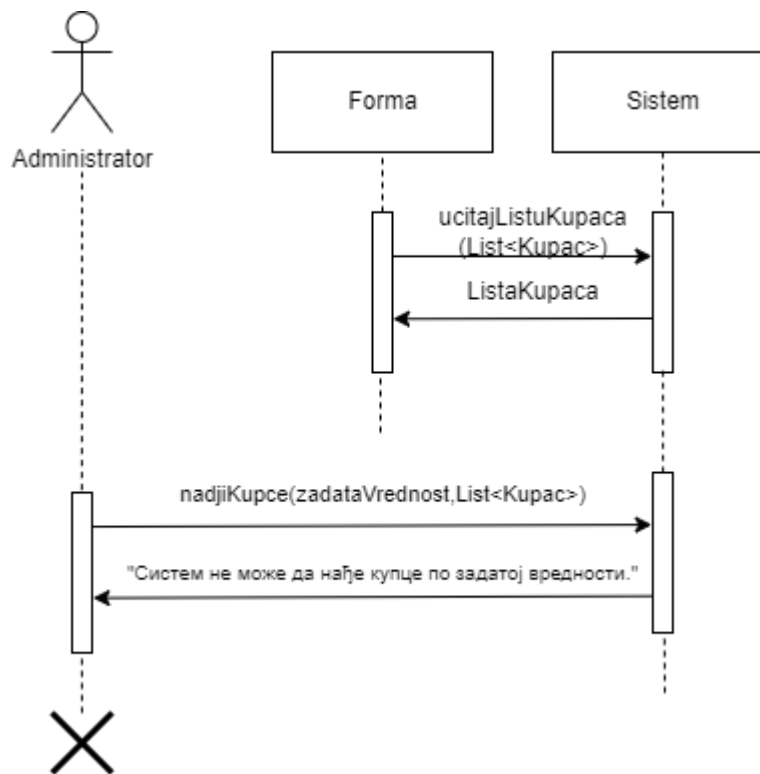 Forma
Sistem
Administrator
ucitajListuKupaca
(List<Kupac>)
ListaKupaca
nadjiKupce(zadataVrednost,List<Kupac>)
"Систем не може да нађе купце по задатој вредности."